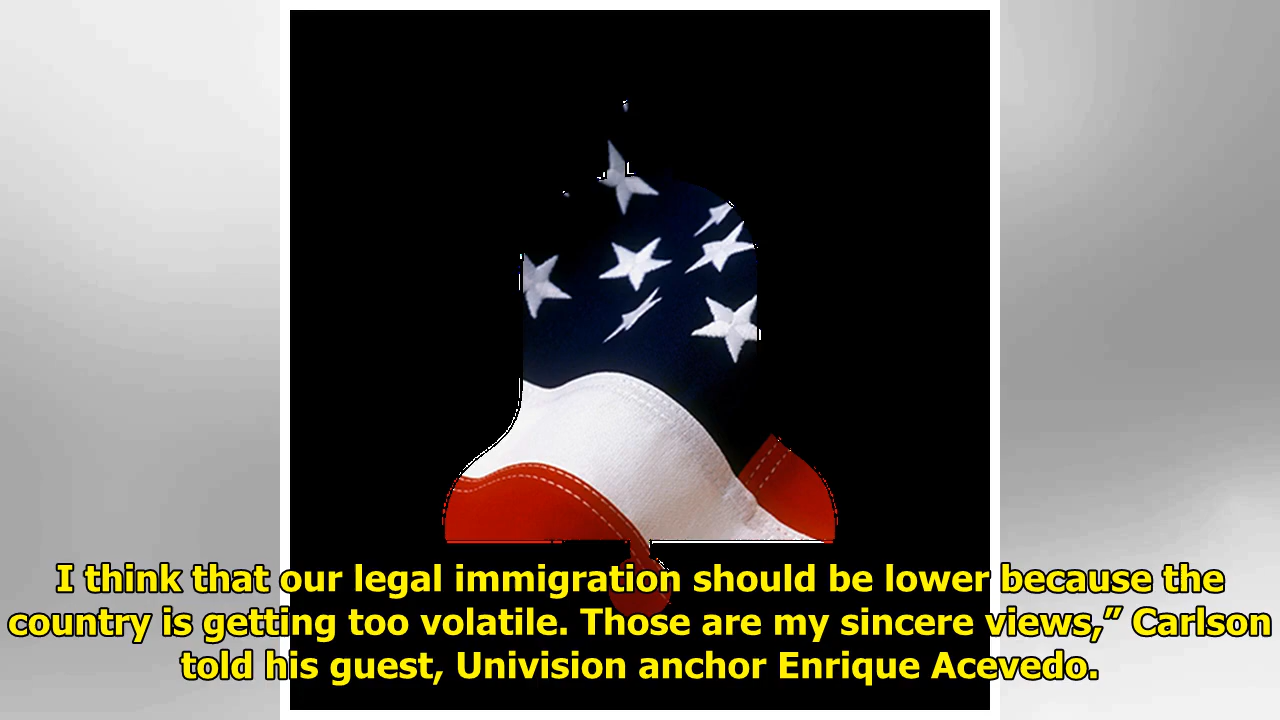 I think that our legal immigration should be lower because the
country is getting too volatile. Those are my sincere views,” Carlson
told his guest, Univision anchor Enrique Acevedo.